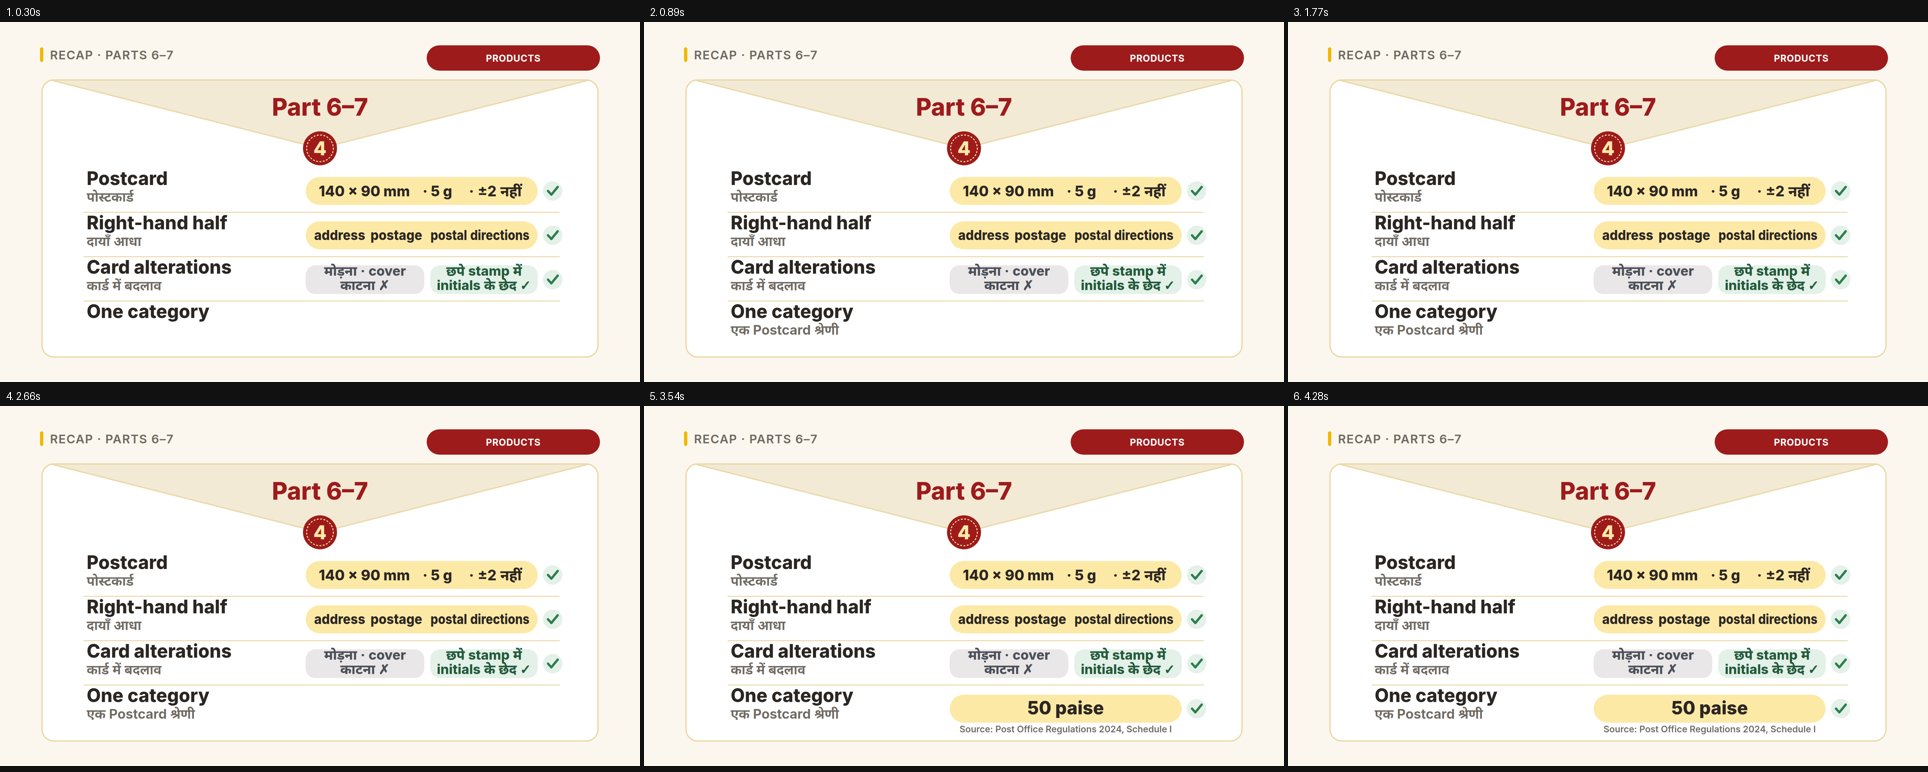 1. 0.30s
RECAP · PARTS 6–7
PRODUCTS
Part 6–7
4
Postcard
पोस्टकार्ड
140 × 90 mm · 5 g · ±2 नहीं
Right-hand half
दायाँ आधा
address postage postal directions
Card alterations
कार्ड में बदलाव
मोड़ना · cover
काटना ✗
छपे stamp में
initials के छेद ✓
One category
2. 0.89s
RECAP · PARTS 6–7
PRODUCTS
Part 6–7
4
Postcard
पोस्टकार्ड
140 × 90 mm · 5 g · ±2 नहीं
Right-hand half
दायाँ आधा
address postage postal directions
Card alterations
कार्ड में बदलाव
मोड़ना · cover
काटना ✗
छपे stamp में
initials के छेद ✓
One category
एक Postcard श्रेणी
3. 1.77s
RECAP · PARTS 6–7
PRODUCTS
Part 6–7
4
Postcard
पोस्टकार्ड
140 × 90 mm · 5 g · ±2 नहीं
Right-hand half
दायाँ आधा
address postage postal directions
Card alterations
कार्ड में बदलाव
मोड़ना · cover
काटना ✗
छपे stamp में
initials के छेद ✓
One category
एक Postcard श्रेणी
4. 2.66s
RECAP · PARTS 6–7
PRODUCTS
Part 6–7
4
Postcard
पोस्टकार्ड
140 × 90 mm · 5 g · ±2 नहीं
Right-hand half
दायाँ आधा
address postage postal directions
Card alterations
कार्ड में बदलाव
मोड़ना · cover
काटना ✗
छपे stamp में
initials के छेद ✓
One category
एक Postcard श्रेणी
5. 3.54s
RECAP · PARTS 6–7
PRODUCTS
Part 6–7
4
Postcard
पोस्टकार्ड
140 × 90 mm · 5 g · ±2 नहीं
Right-hand half
दायाँ आधा
address postage postal directions
Card alterations
कार्ड में बदलाव
मोड़ना · cover
काटना ✗
छपे stamp में
initials के छेद ✓
One category
एक Postcard श्रेणी
50 paise
Source: Post Office Regulations 2024, Schedule I
6. 4.28s
RECAP · PARTS 6–7
PRODUCTS
Part 6–7
4
Postcard
पोस्टकार्ड
140 × 90 mm · 5 g · ±2 नहीं
Right-hand half
दायाँ आधा
address postage postal directions
Card alterations
कार्ड में बदलाव
मोड़ना · cover
काटना ✗
छपे stamp में
initials के छेद ✓
One category
एक Postcard श्रेणी
50 paise
Source: Post Office Regulations 2024, Schedule I